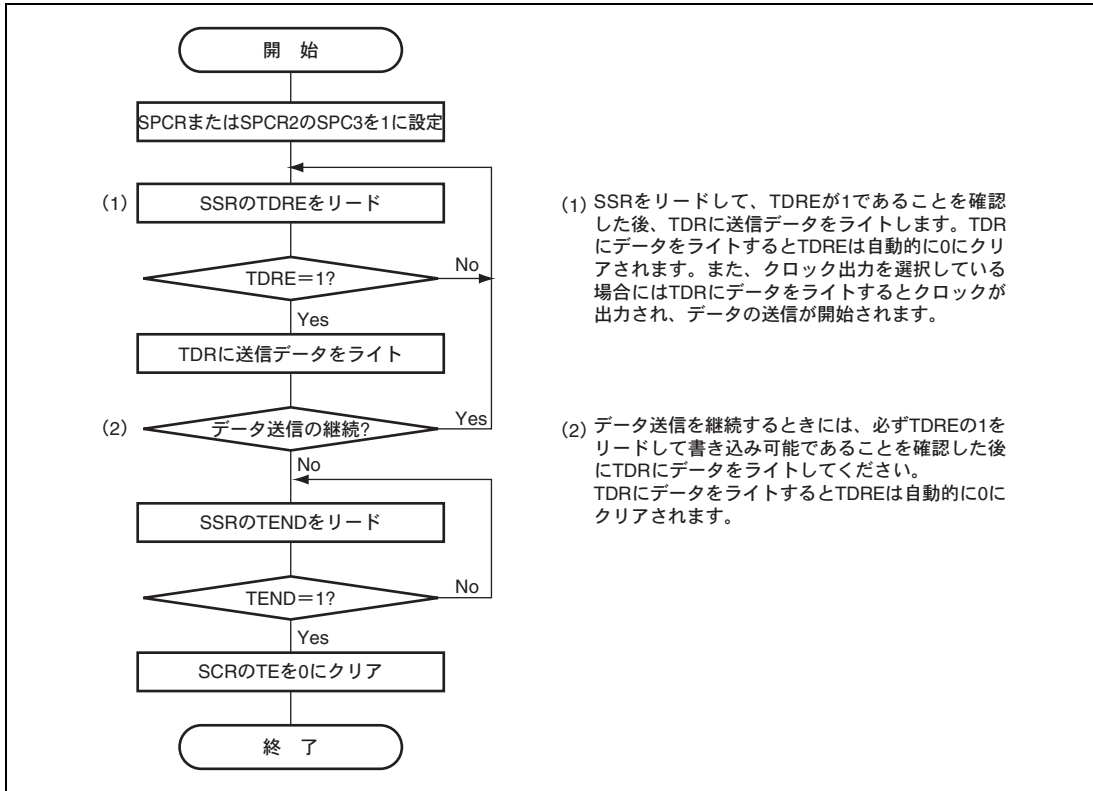 開 始
SPCRまたはSPCR2のSPC3を1に設定
(1)
SSRのTDREをリード
TDRE=1?
No
Yes
TDRに送信データをライト
(2)
データ送信の継続?
Yes
No
SSRのTENDをリード
TEND=1?
No
Yes
SCRのTEを0にクリア
終 了
(1) SSRをリードして、TDREが1であることを確認
した後、TDRに送信データをライトします。TDR
にデータをライトするとTDREは自動的に0にクリ
アされます。また、クロック出力を選択している
場合にはTDRにデータをライトするとクロックが
出力され、データの送信が開始されます。
(2) データ送信を継続するときには、必ずTDREの1を
リードして書き込み可能であることを確認した後
にTDRにデータをライトしてください。
TDRにデータをライトするとTDREは自動的に0に
クリアされます。